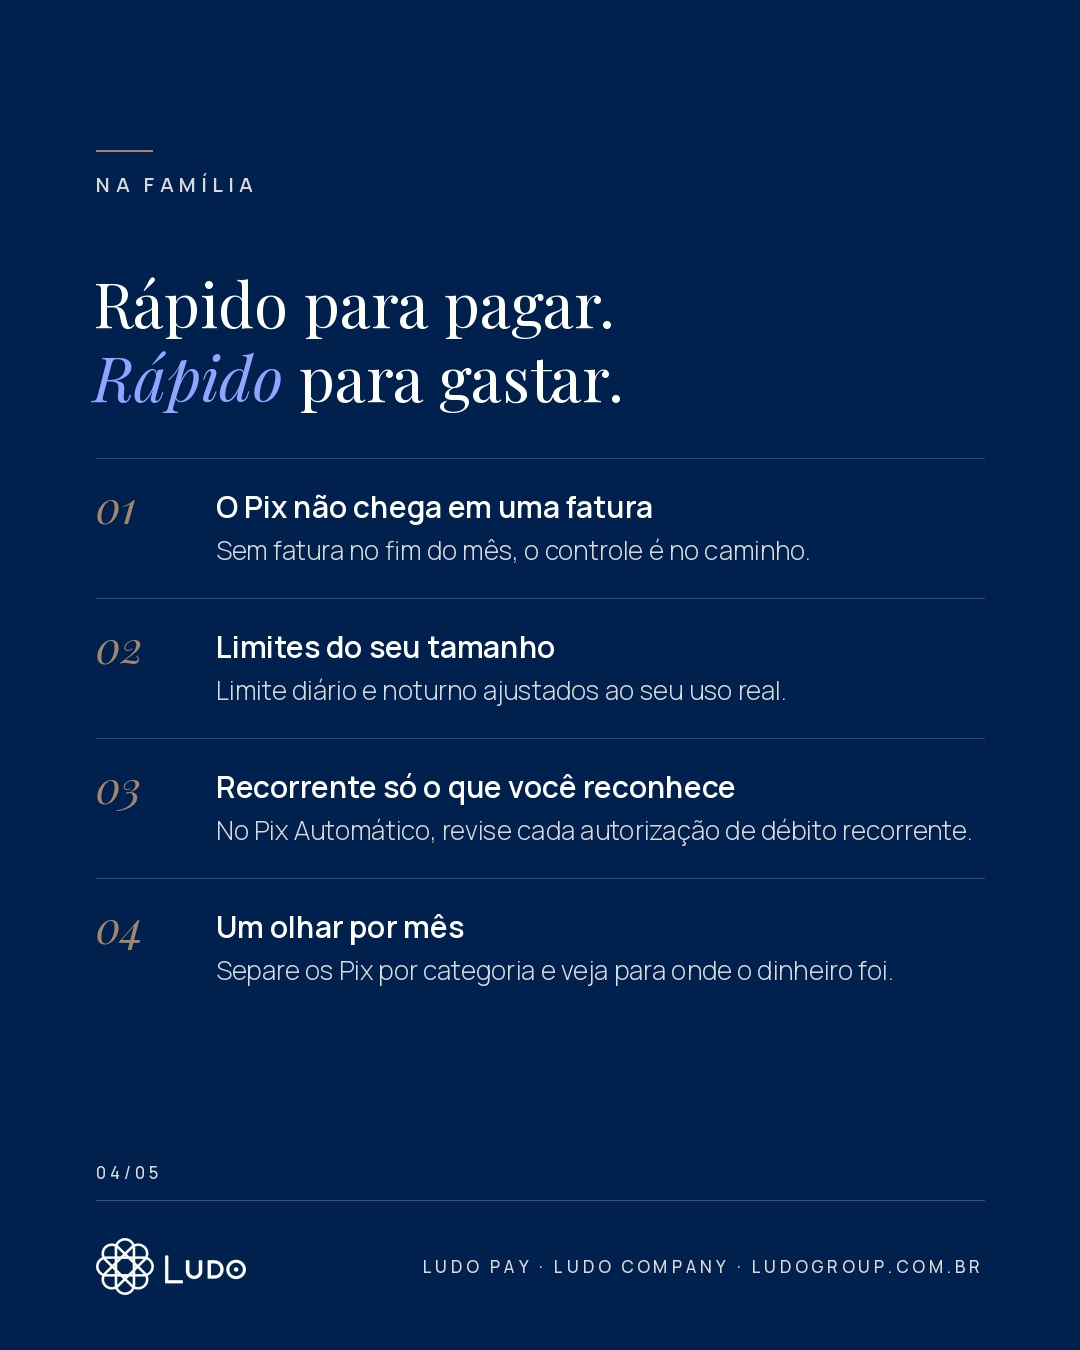 NA FAMÍLIA
Rápido para pagar.
Rápido para gastar.
01
O Pix não chega em uma fatura
Sem fatura no fim do mês, o controle é no caminho.
02
Limites do seu tamanho
Limite diário e noturno ajustados ao seu uso real.
03
Recorrente só o que você reconhece
No Pix Automático, revise cada autorização de débito recorrente.
04
Um olhar por mês
Separe os Pix por categoria e veja para onde o dinheiro foi.
04/05
LUDO
LUDO PAY · LUDO COMPANY · LUDOGROUP.COM.BR